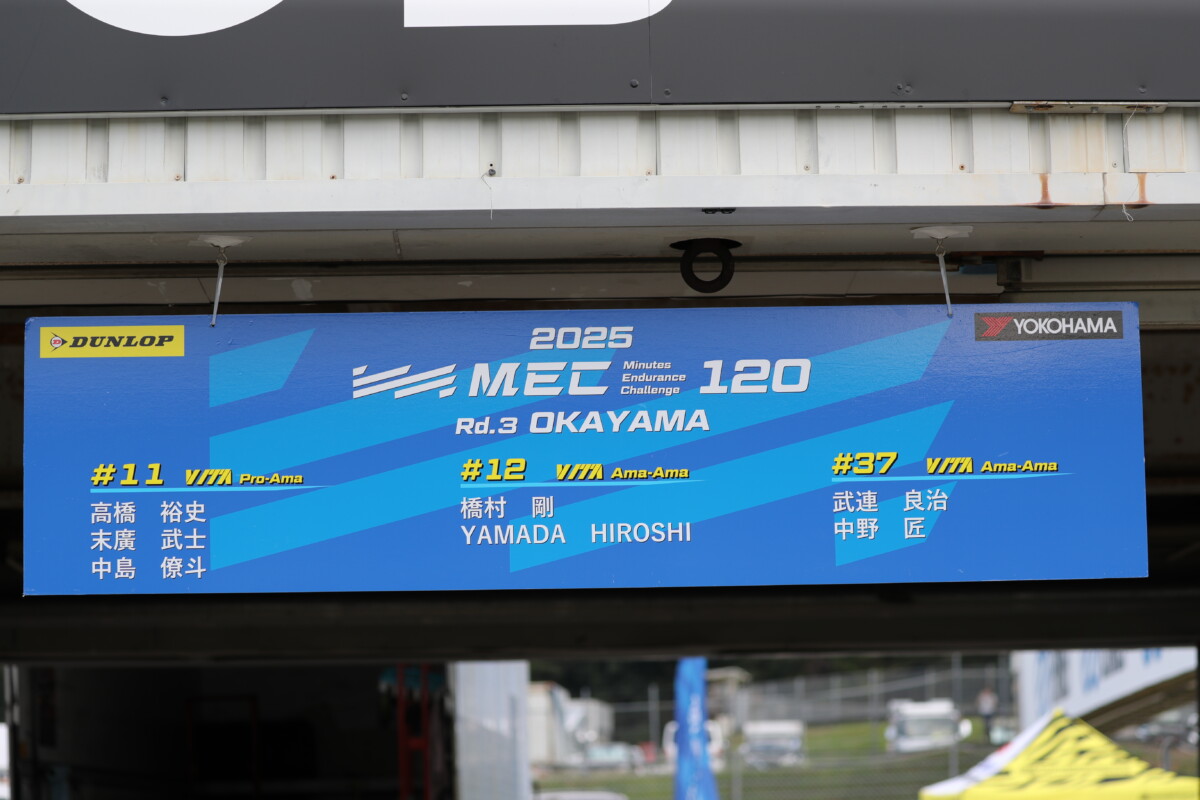 DUNLOP
YOKOHAMA
2025
MEC Minutes Endurance Challenge 120
Rd.3 OKAYAMA
#11 VITA Pro-Ama
高橋 裕史
末廣 武士
中島 僚斗
#12 VITA Ama-Ama
橋村 剛
YAMADA HIROSHI
#37 VITA Ama-Ama
武連 良治
中野 匠